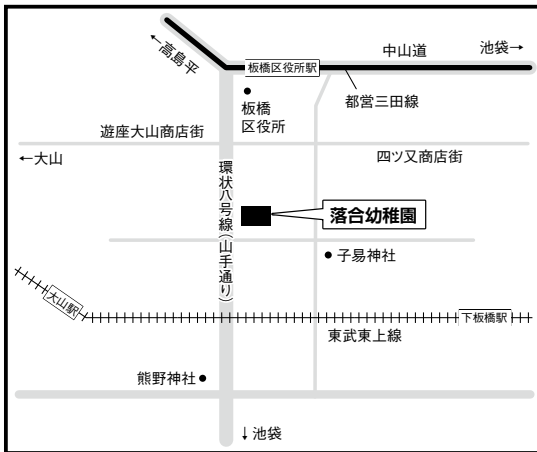 ←高島平
中山道
池袋→
板橋区役所駅
都営三田線
板橋
区役所
遊座大山商店街
←大山
四ツ又商店街
環状八号線(山手通り)
落合幼稚園
子易神社
大山駅
下板橋駅
東武東上線
熊野神社
↓池袋